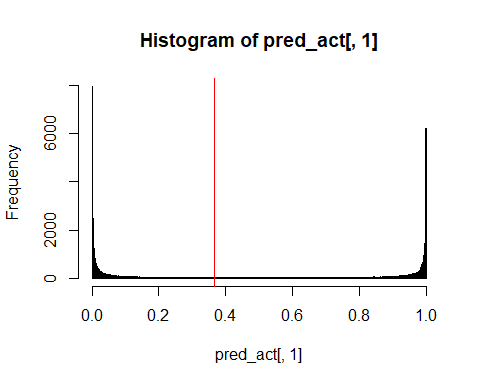 Histogram of pred_act[, 1]
Frequency
6000
2000
0
0.0 0.2 0.4 0.6 0.8 1.0
pred_act[, 1]